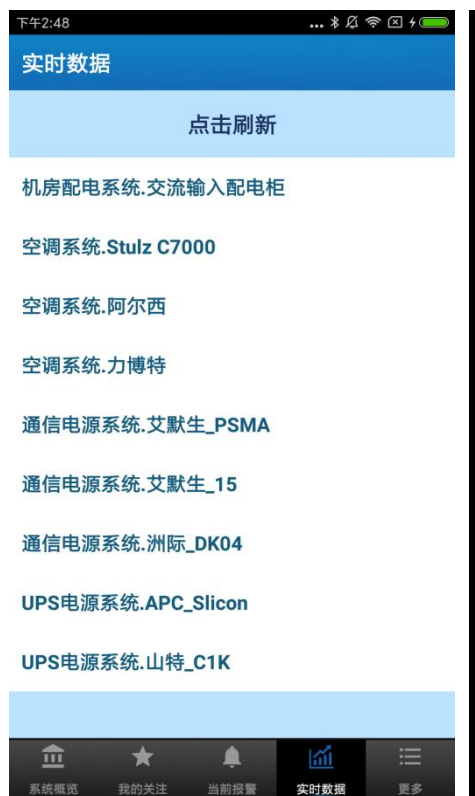 下午2:48
...
实时数据
点击刷新
机房配电系统.交流输入配电柜
空调系统.Stulz C7000
空调系统.阿尔西
空调系统.力博特
通信电源系统.艾默生_PSMA
通信电源系统.艾默生_15
通信电源系统.洲际_DK04
UPS电源系统.APC_Slicon
UPS电源系统.山特_C1K
系统概览 我的关注 当前报警 实时数据 更多